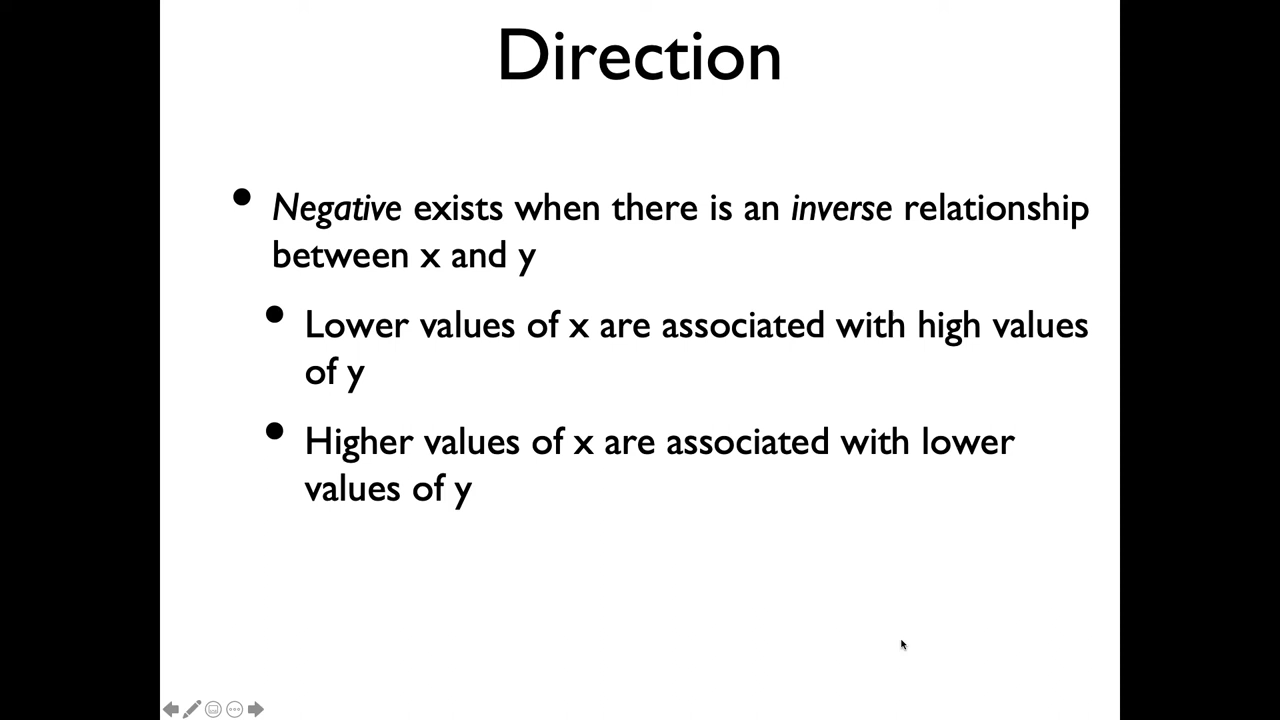 Direction
Negative exists when there is an inverse relationship
between x and y
Lower values of x are associated with high values
of y
Higher values of x are associated with lower
values of y